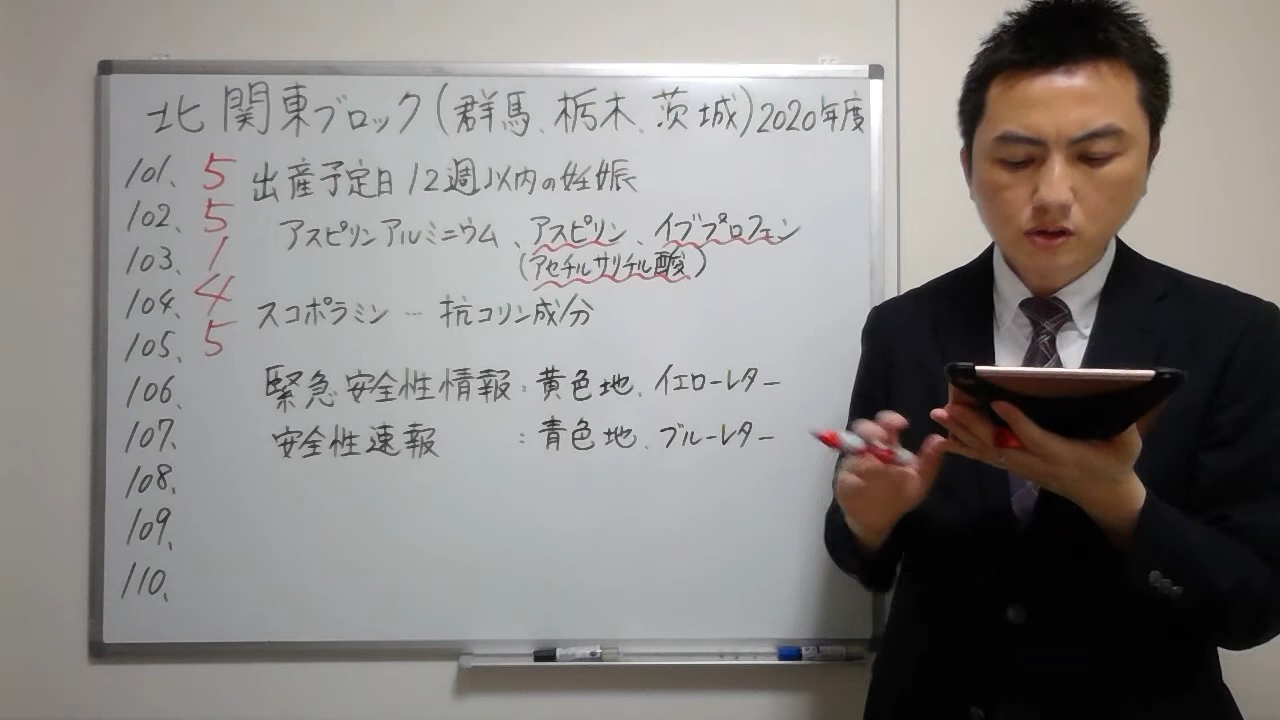 北関東ブロック(群馬、栃木、茨城)2020年度
101、5 出産予定日12週以内の妊娠
102、5 アスピリンアルミニウム、アスピリン、イブプロフェン
103、1 (アセチルサリチル酸)
104、4 スコポラミン…抗コリン成分
105、5
106、 緊急安全性情報：黄色地、イエローレター
107、 安全性速報：青色地、ブルーレター
108、
109、
110、